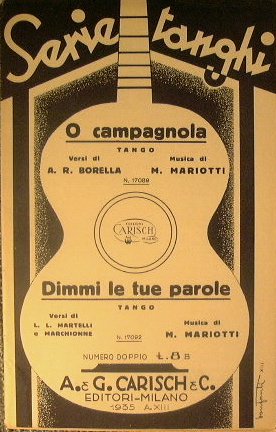 Serie tanghi
O campagnola
TANGO
Versi di Musica di
A. R. BORELLA M. MARIOTTI
N. 17089
EDIZIONI
CARISCH
MILANO
Dimmi le tue parole
TANGO
Versi di Musica di
L. L. MARTELLI
e MARCHIONNE M. MARIOTTI
N. 17092
NUMERO DOPPIO L. 8 B
A. & G. CARISCH & C.
EDITORI-MILANO
1935 A. XIII